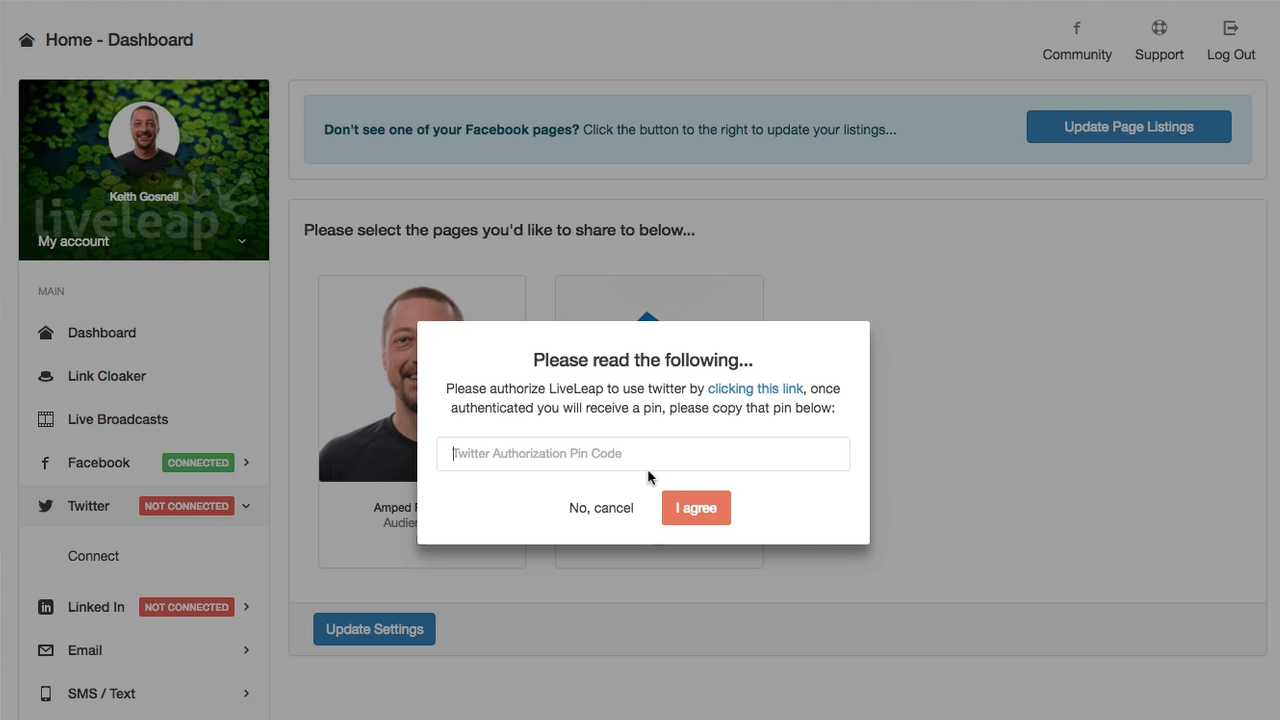 Home - Dashboard
Community
Support
Log Out
Keith Gosnell
liveleap
My account
MAIN
Dashboard
Link Cloaker
Live Broadcasts
Facebook CONNECTED
Twitter NOT CONNECTED
Connect
Linked In NOT CONNECTED
Email
SMS / Text
Don't see one of your Facebook pages? Click the button to the right to update your listings...
Update Page Listings
Please select the pages you'd like to share to below...
Amped
Audien
Please read the following...
Please authorize LiveLeap to use twitter by clicking this link, once
authenticated you will receive a pin, please copy that pin below:
Twitter Authorization Pin Code
No, cancel
I agree
Update Settings